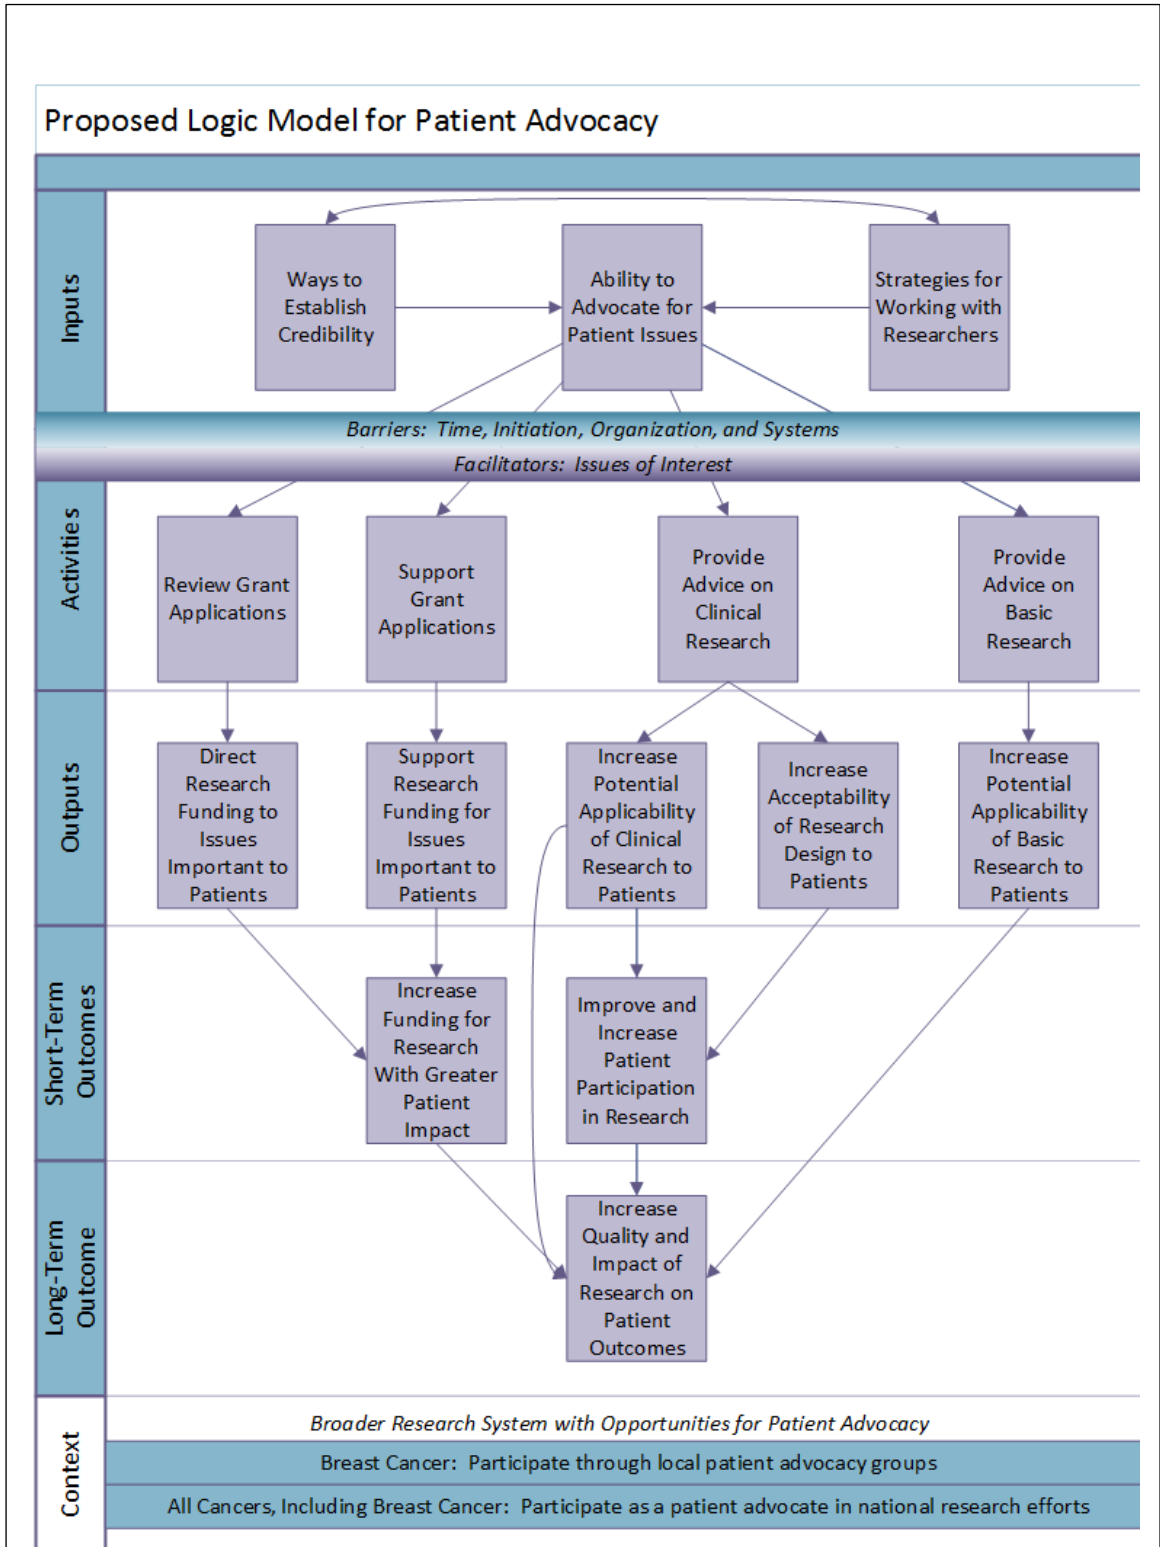 Proposed Logic Model for Patient Advocacy
Inputs
Ways to
Establish
Credibility
Ability to
Advocate for
Patient Issues
Strategies for
Working with
Researchers
Barriers: Time, Initiation, Organization, and Systems
Facilitators: Issues of Interest
Activities
Review Grant
Applications
Support
Grant
Applications
Provide
Advice on
Clinical
Research
Provide
Advice on
Basic
Research
Outputs
Direct
Research
Funding to
Issues
Important to
Patients
Support
Research
Funding for
Issues
Important to
Patients
Increase
Potential
Applicability
of Clinical
Research to
Patients
Increase
Acceptability
of Research
Design to
Patients
Increase
Potential
Applicability
of Basic
Research to
Patients
Short-Term
Outcomes
Increase
Funding for
Research
With Greater
Patient
Impact
Improve and
Increase
Patient
Participation
in Research
Long-Term
Outcome
Increase
Quality and
Impact of
Research on
Patient
Outcomes
Context
Broader Research System with Opportunities for Patient Advocacy
Breast Cancer: Participate through local patient advocacy groups
All Cancers, Including Breast Cancer: Participate as a patient advocate in national research efforts